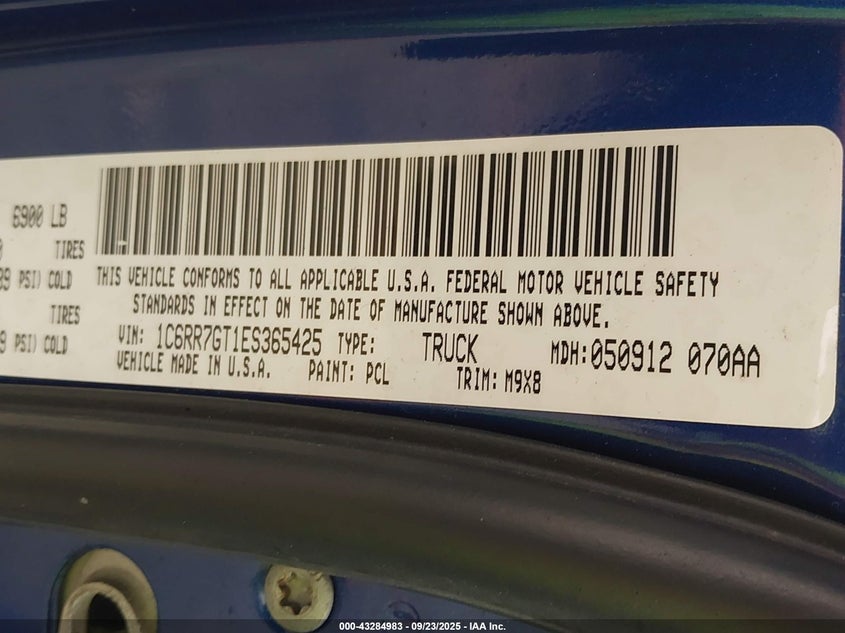 6900 LB
TIRES
PSI) COLD
TIRES
PSI) COLD
THIS VEHICLE CONFORMS TO ALL APPLICABLE U.S.A. FEDERAL MOTOR VEHICLE SAFETY
STANDARDS IN EFFECT ON THE DATE OF MANUFACTURE SHOWN ABOVE.
VIN: 1C6RR7GT1ES365425 TYPE: TRUCK MDH:050912 070AA
VEHICLE MADE IN U.S.A. PAINT: PCL TRIM: M9X8
000-43284983 - 09/23/2025 - IAA Inc.